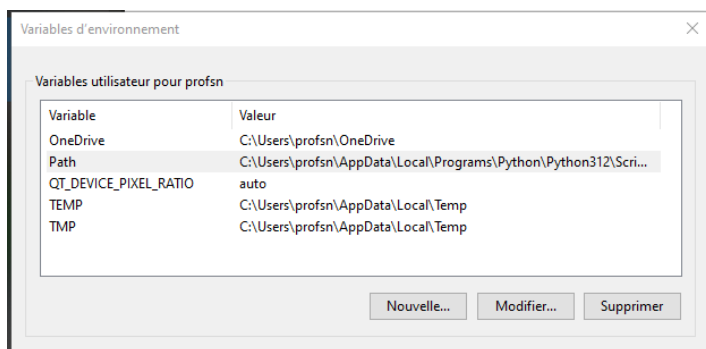 Variables d'environnement
Variables utilisateur pour profsn
Variable Valeur
OneDrive C:\Users\profsn\OneDrive
Path C:\Users\profsn\AppData\Local\Programs\Python\Python312\Scri...
QT_DEVICE_PIXEL_RATIO auto
TEMP C:\Users\profsn\AppData\Local\Temp
TMP C:\Users\profsn\AppData\Local\Temp
Nouvelle... Modifier... Supprimer